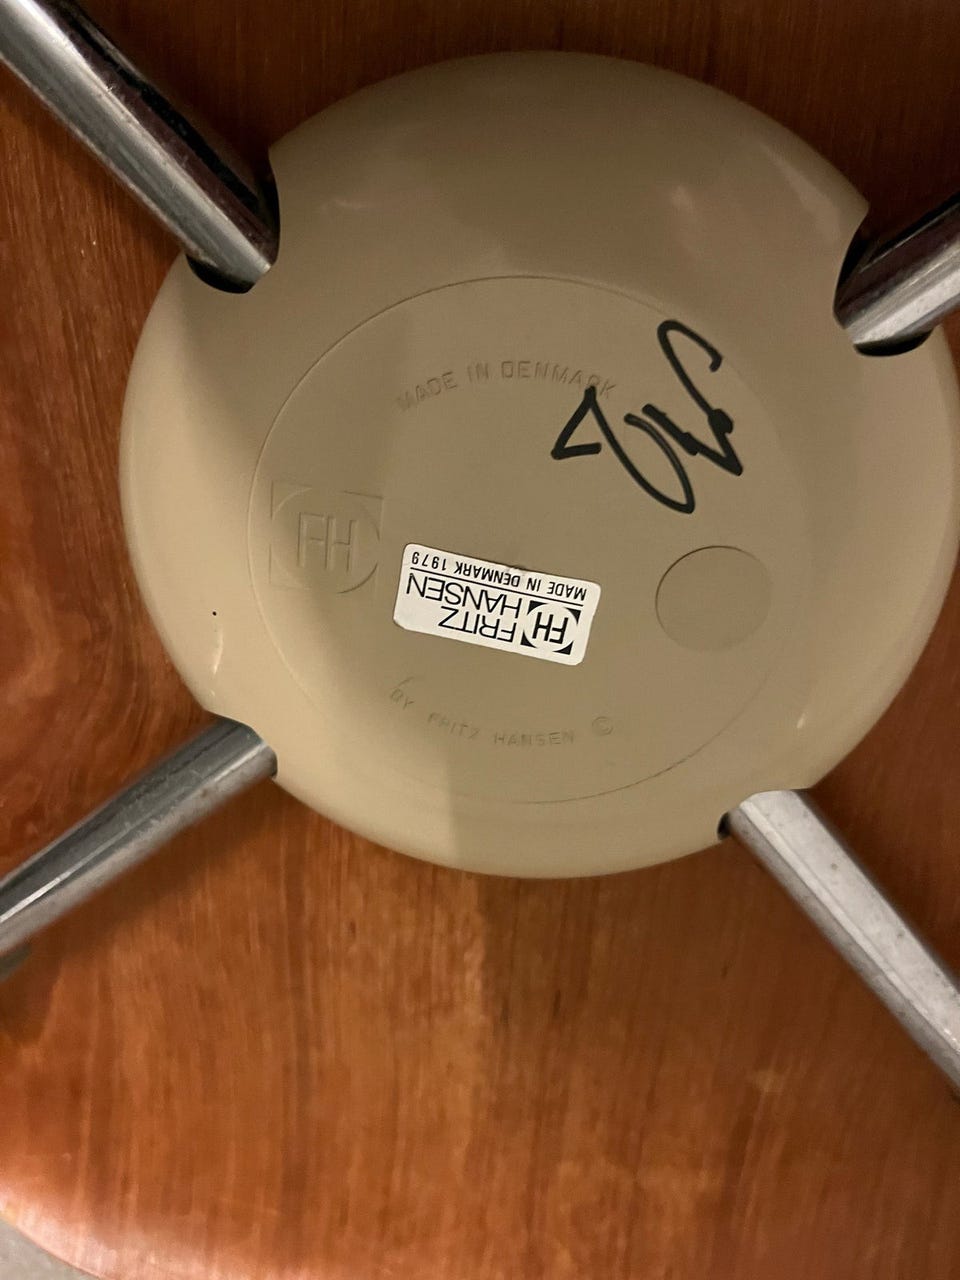 MADE IN DENMARK
FH
FH FRITZ
HANSEN
MADE IN DENMARK 1979
BY FRITZ HANSEN ©